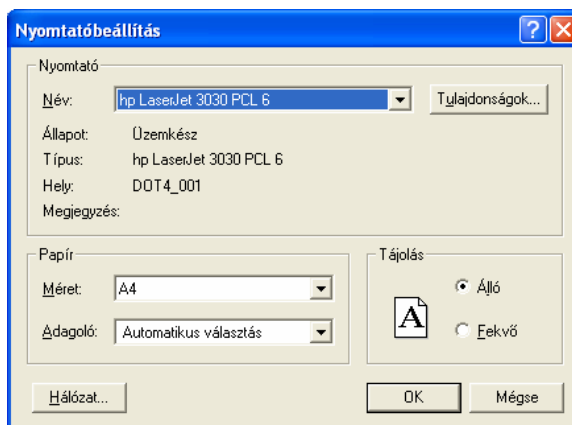 Nyomtatóbeállítás
Nyomtató
Név: hp LaserJet 3030 PCL 6 Tulajdonságok...
Állapot: Üzemkész
Típus: hp LaserJet 3030 PCL 6
Hely: DOT4_001
Megjegyzés:
Papír
Méret: A4
Adagoló: Automatikus választás
Tájolás
A
Álló
Fekvő
Hálózat... OK Mégse